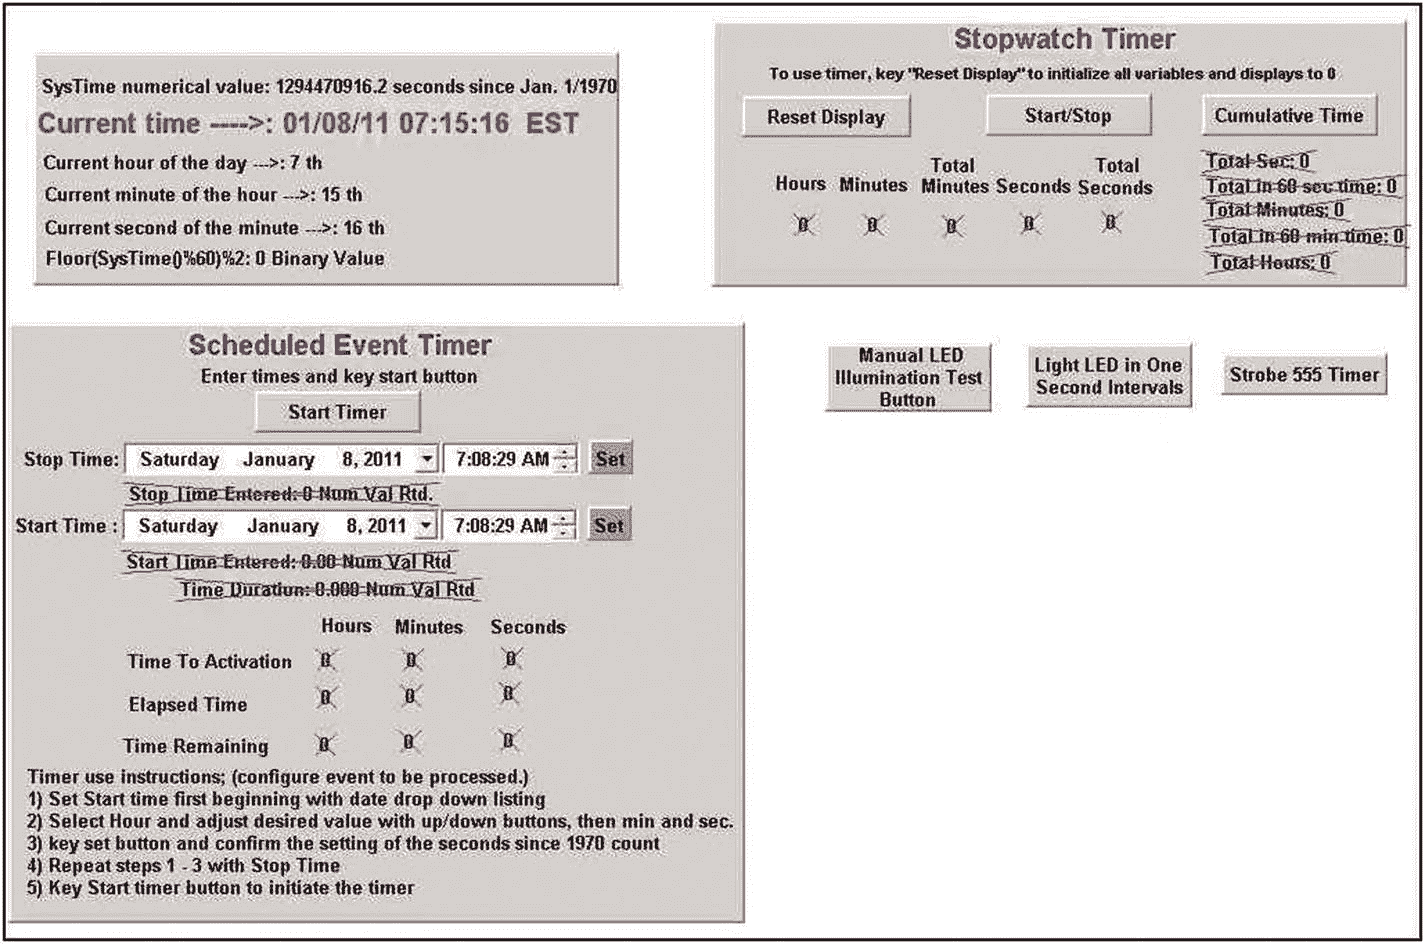 SysTime numerical value: 1294470916.2 seconds since Jan. 1/1970
Current time ---->: 01/08/11 07:15:16 EST
Current hour of the day --->: 7 th
Current minute of the hour --->: 15 th
Current second of the minute --->: 16 th
Floor(SysTime()%60)%2: 0 Binary Value
Stopwatch Timer
To use timer, key "Reset Display" to initialize all variables and displays to 0
Reset Display
Start/Stop
Cumulative Time
Hours Minutes Total Minutes Seconds Total Seconds
0 0 0 0 0
Total Sec: 0
Total in 60 sec time: 0
Total Minutes: 0
Total in 60 min time: 0
Total Hours: 0
Scheduled Event Timer
Enter times and key start button
Start Timer
Stop Time: Saturday January 8, 2011 7:08:29 AM Set
Stop Time Entered: 0 Num Val Rtd.
Start Time : Saturday January 8, 2011 7:08:29 AM Set
Start Time Entered: 0.00 Num Val Rtd
Time Duration: 0.000 Num Val Rtd
Hours Minutes Seconds
Time To Activation 0 0 0
Elapsed Time 0 0 0
Time Remaining 0 0 0
Timer use instructions; (configure event to be processed.)
1) Set Start time first beginning with date drop down listing
2) Select Hour and adjust desired value with up/down buttons, then min and sec.
3) key set button and confirm the setting of the seconds since 1970 count
4) Repeat steps 1 - 3 with Stop Time
5) Key Start timer button to initiate the timer
Manual LED
Illumination Test
Button
Light LED in One
Second Intervals
Strobe 555 Timer